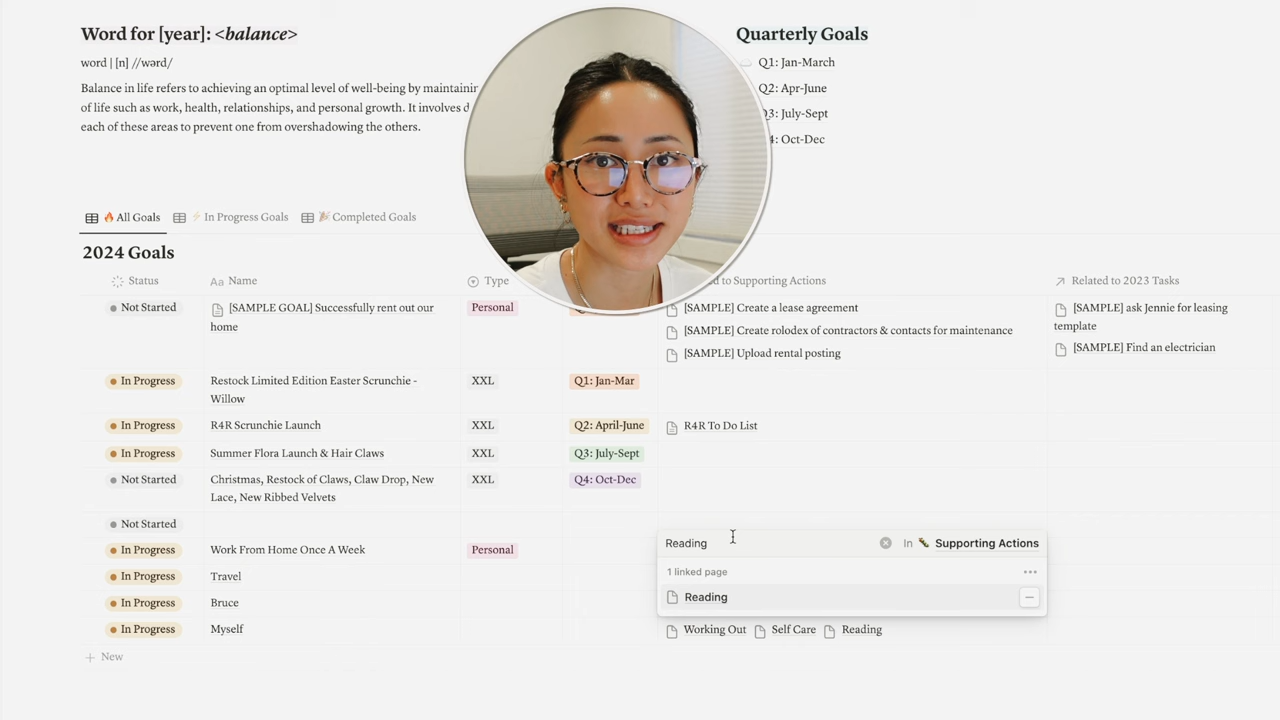 Word for [year]: <balance>
word | [n] //wərd/
Balance in life refers to achieving an optimal level of well-being by
of life such as work, health, relationships, and personal growth. It involves
each of these areas to prevent one from overshadowing the others.
Quarterly Goals
Q1: Jan-March
Q2: Apr-June
Q3: July-Sept
Oct-Dec
All Goals
In Progress Goals
Completed Goals
2024 Goals
Status
Aa Name
Type
to Supporting Actions
Related to 2023 Tasks
Not Started
[SAMPLE GOAL] Successfully rent out our
home
Personal
[SAMPLE] Create a lease agreement
[SAMPLE] Create rolodex of contractors & contacts for maintenance
[SAMPLE] Upload rental posting
[SAMPLE] ask Jennie for leasing
template
[SAMPLE] Find an electrician
In Progress
Restock Limited Edition Easter Scrunchie -
Willow
XXL
Q1: Jan-Mar
In Progress
R4R Scrunchie Launch
XXL
Q2: April-June
R4R To Do List
In Progress
Summer Flora Launch & Hair Claws
XXL
Q3: July-Sept
Not Started
Christmas, Restock of Claws, Claw Drop, New
Lace, New Ribbed Velvets
XXL
Q4: Oct-Dec
Not Started
Reading
In
Supporting Actions
In Progress
Work From Home Once A Week
Personal
1 linked page
In Progress
Travel
Reading
In Progress
Bruce
In Progress
Myself
Working Out
Self Care
Reading
+ New